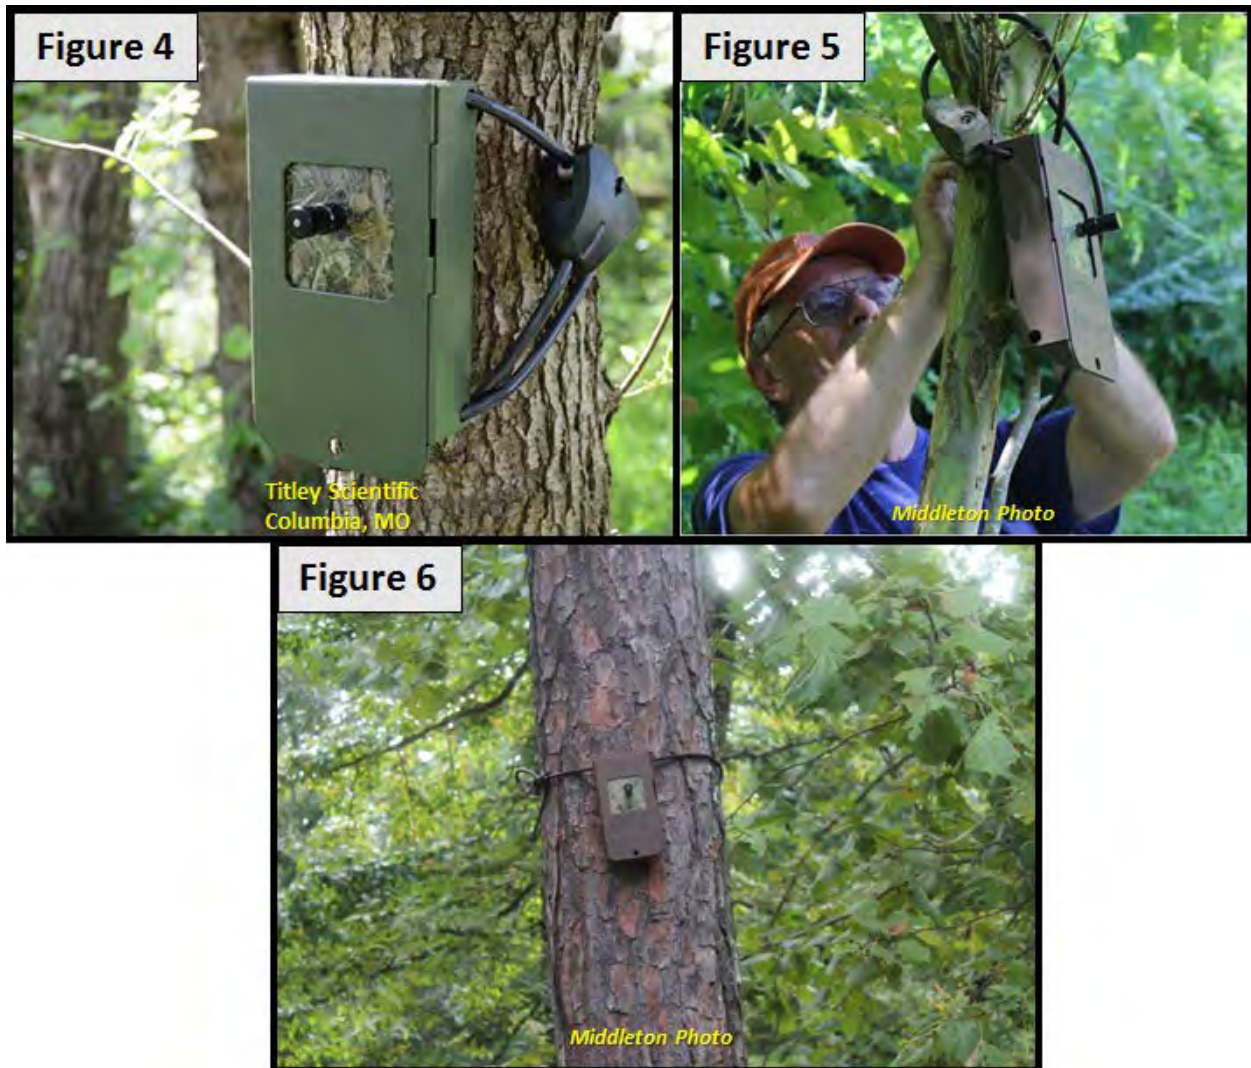 Figure 4
Figure 5
Titley Scientific
Columbia, MO
Middleton Photo
Figure 6
Middleton Photo